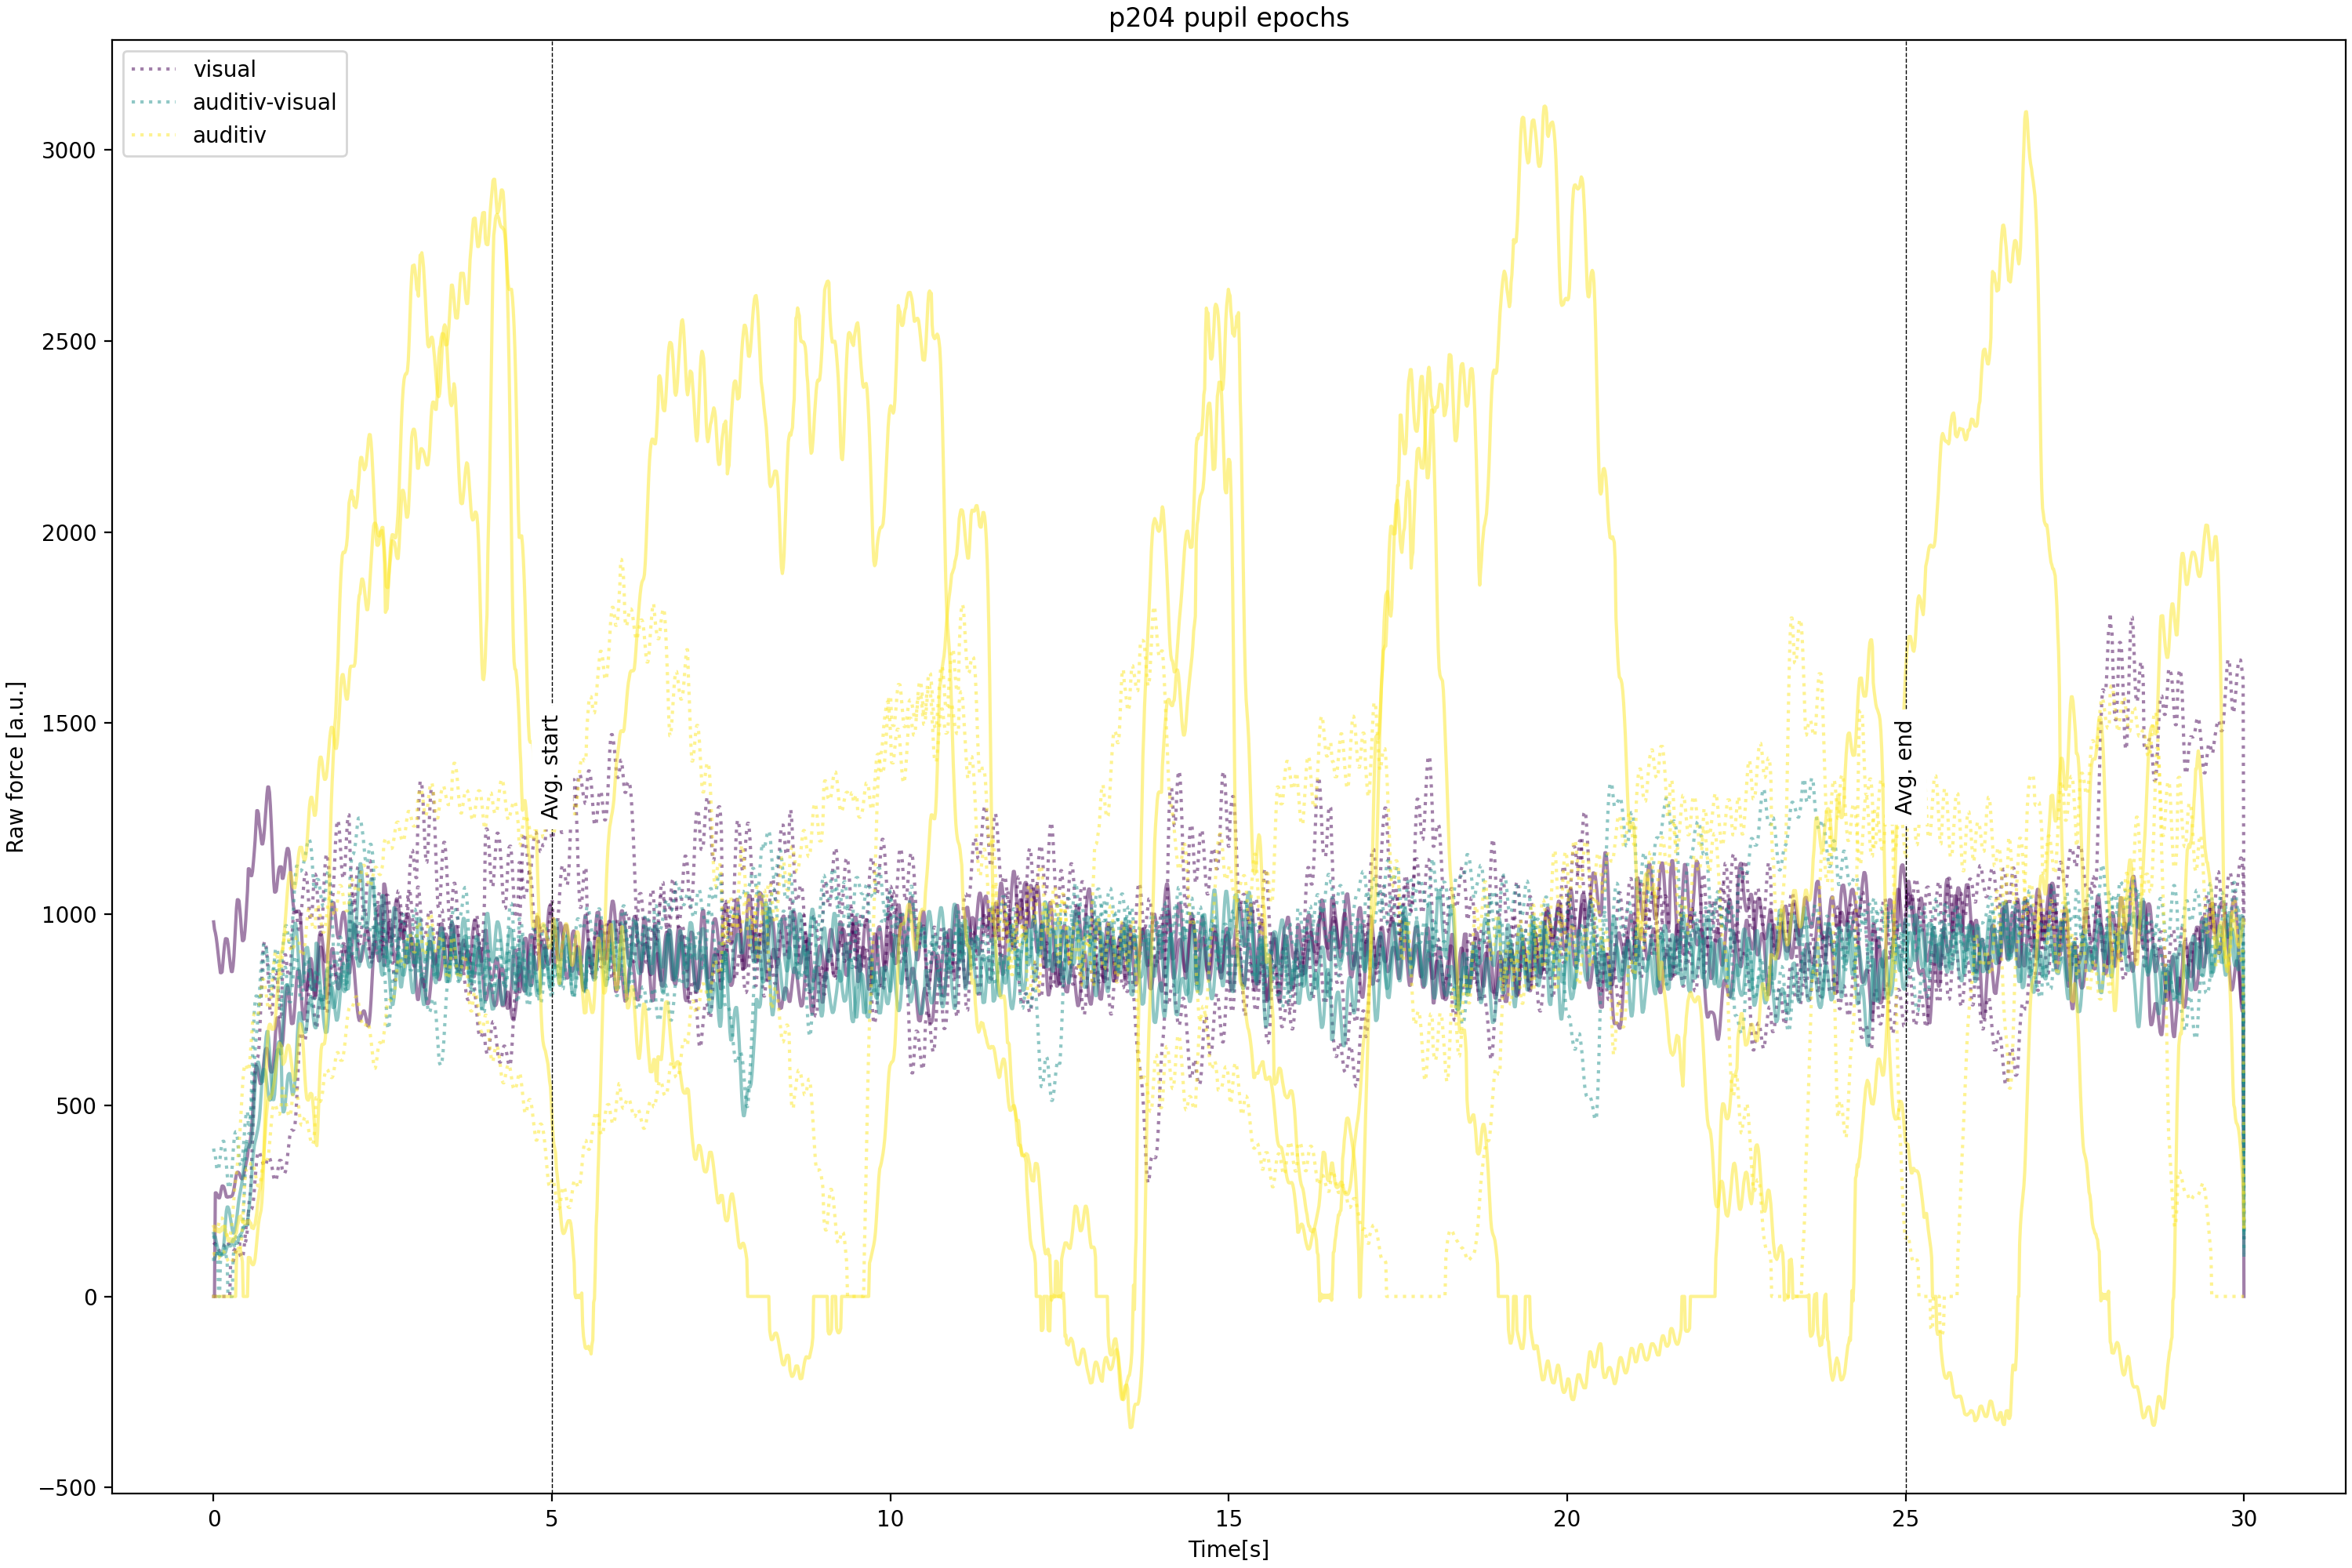 p204 pupil epochs
visual
auditiv-visual
auditiv
3000
2500
2000
1500
1000
500
0
−500
Raw force [a.u.]
Avg. start
Avg. end
0
5
10
15
20
25
30
Time[s]